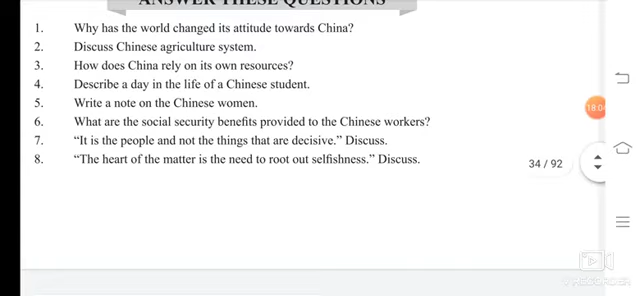 ANSWER THESE QUESTIONS
1. Why has the world changed its attitude towards China?
2. Discuss Chinese agriculture system.
3. How does China rely on its own resources?
4. Describe a day in the life of a Chinese student.
5. Write a note on the Chinese women.
6. What are the social security benefits provided to the Chinese workers?
7. “It is the people and not the things that are decisive.” Discuss.
8. “The heart of the matter is the need to root out selfishness.” Discuss.
34 / 92